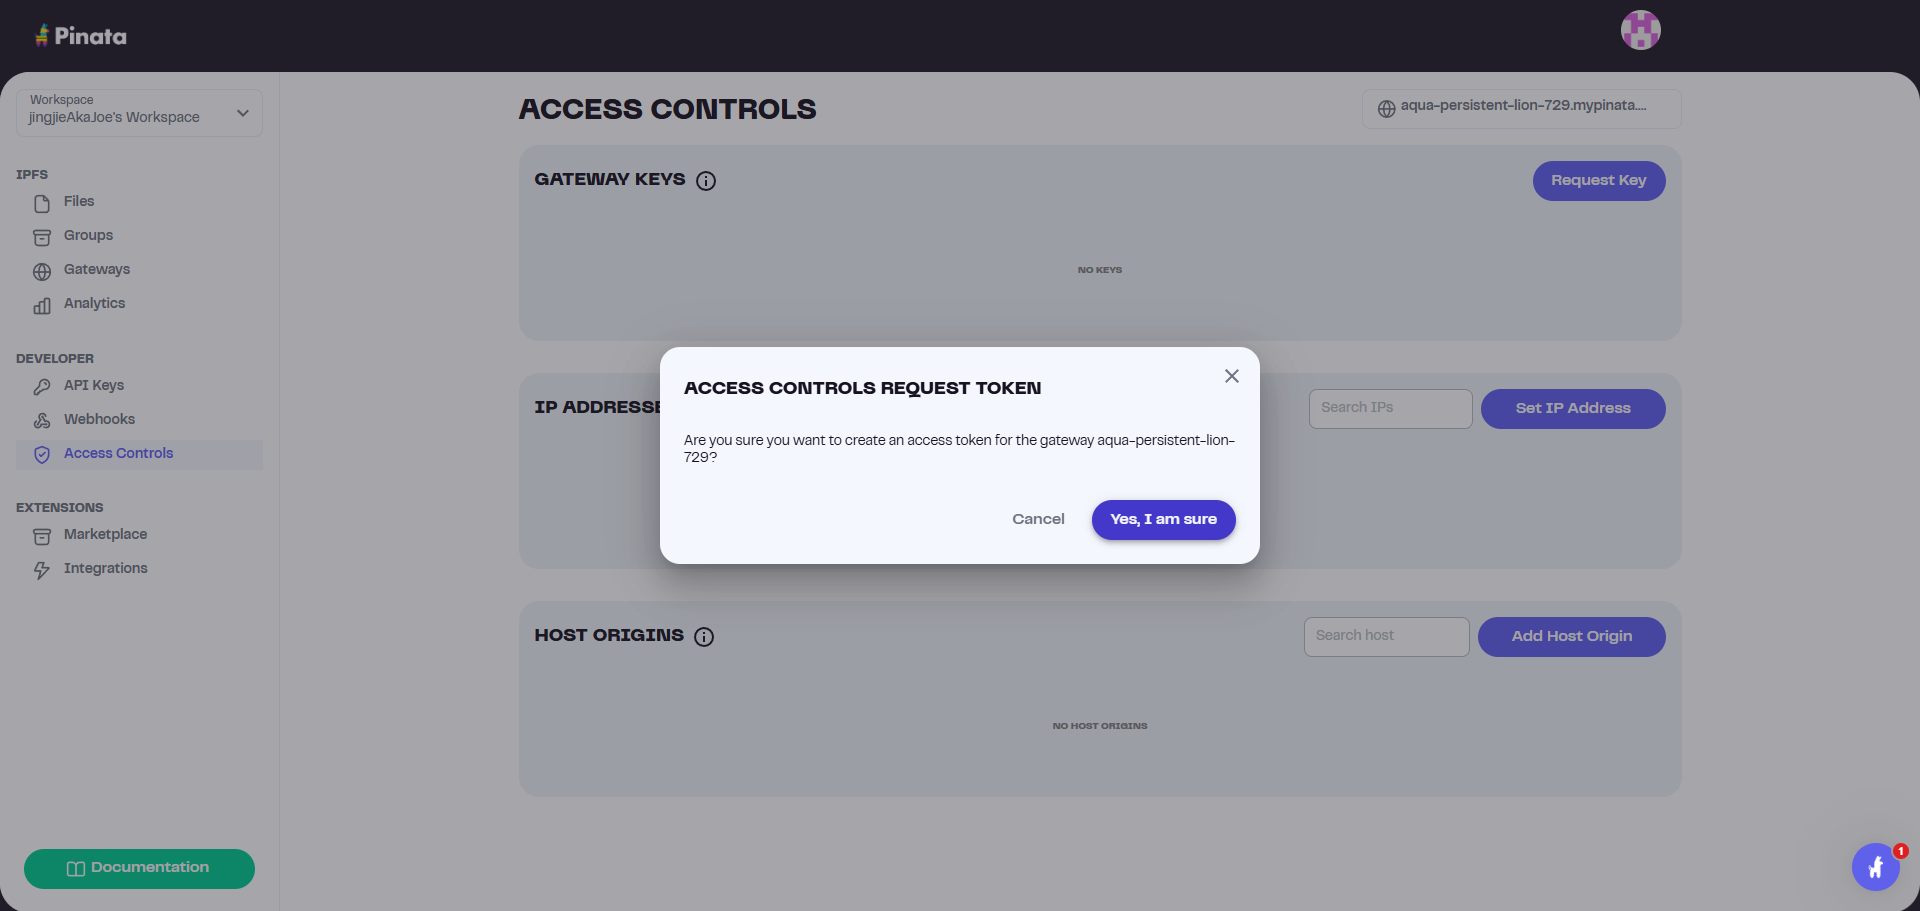 Pinata
Workspace
jingjieAkaJoe's Workspace
IPFS
Files
Groups
Gateways
Analytics
DEVELOPER
API Keys
Webhooks
Access Controls
EXTENSIONS
Marketplace
Integrations
Documentation
ACCESS CONTROLS
aqua-persistent-lion-729.mypinata....
GATEWAY KEYS
Request Key
NO KEYS
IP ADDRESSE
Search IPs
Set IP Address
ACCESS CONTROLS REQUEST TOKEN
Are you sure you want to create an access token for the gateway aqua-persistent-lion-
729?
Cancel
Yes, I am sure
HOST ORIGINS
Search host
Add Host Origin
NO HOST ORIGINS
1